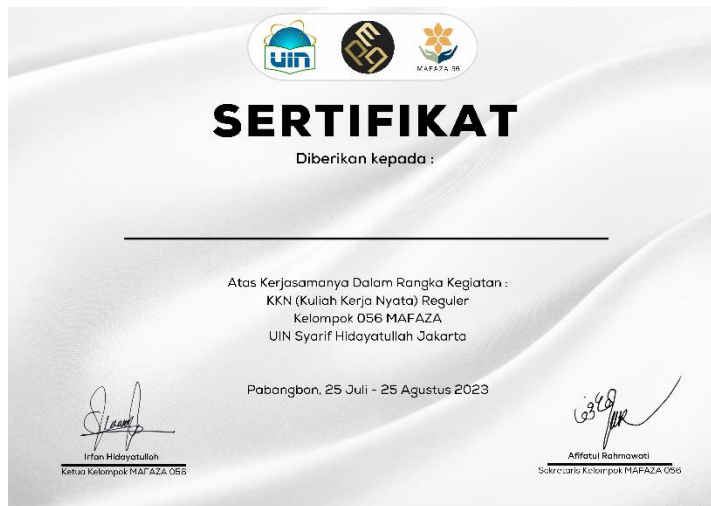 UIN
MAFAZA 56
SERTIFIKAT
Diberikan kepada :
Atas Kerjasamanya Dalam Rangka Kegiatan :
KKN (Kuliah Kerja Nyata) Reguler
Kelompok 056 MAFAZA
UIN Syarif Hidayatullah Jakarta
Pabangbon, 25 Juli - 25 Agustus 2023
Irfan Hidayatulloh
Ketua Kelompok MAFAZA 056
Afifatul Rahmawati
Sekretaris Kelompok MAFAZA 056